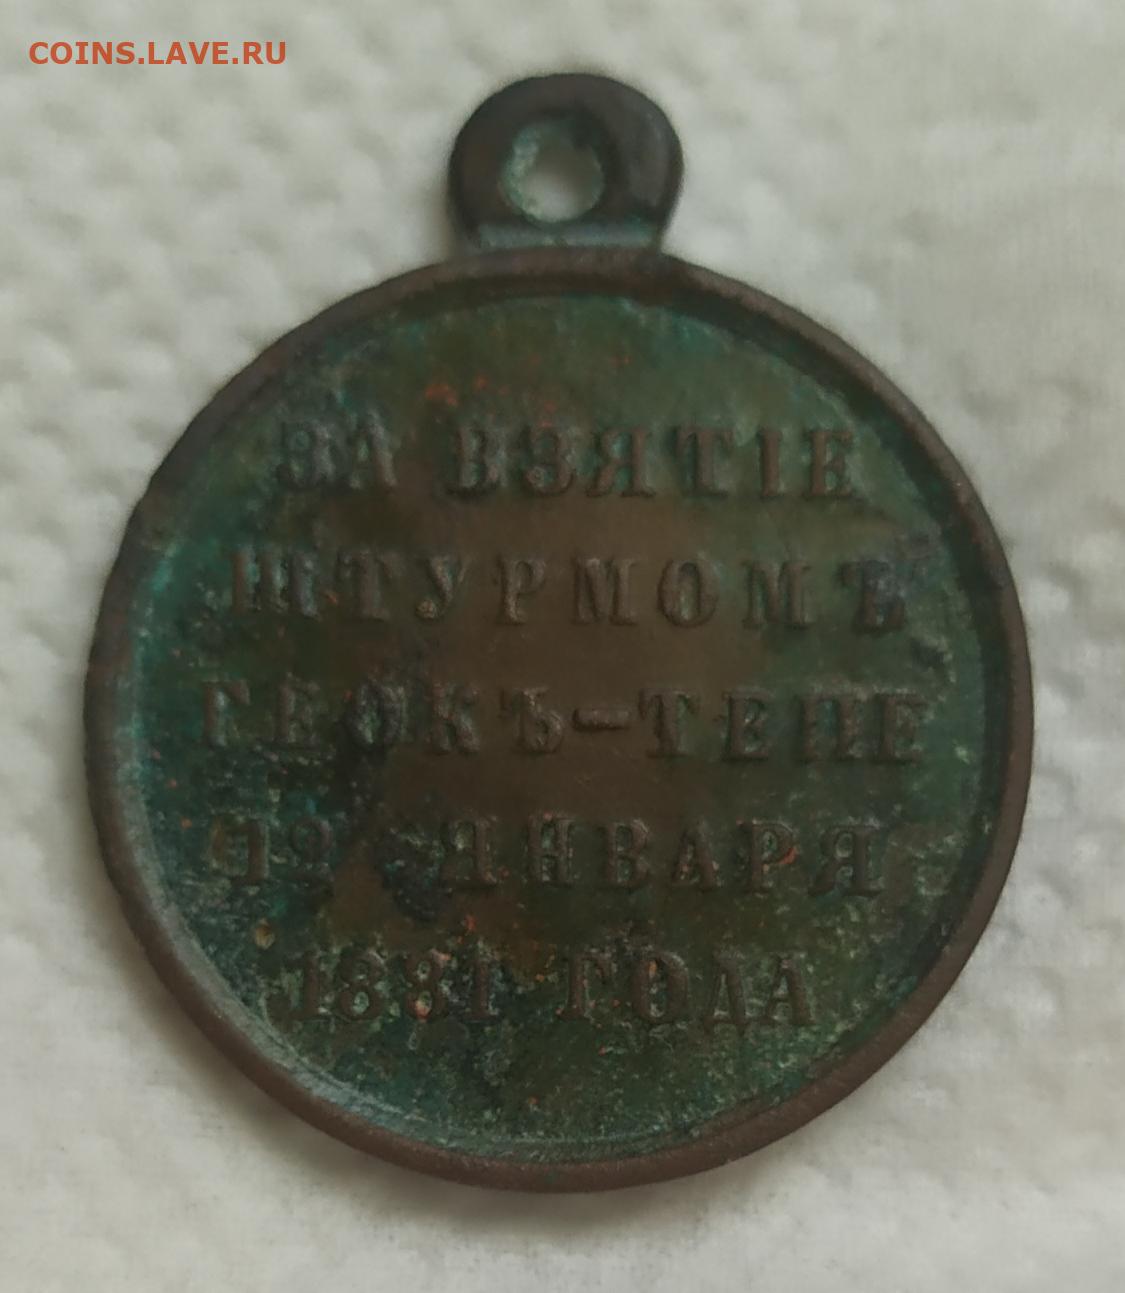 COINS.LAVE.RU
ЗА ВЗЯТІЕ
ШТУРМОМЪ
ГЕОКЪ-ТЕПЕ
12 ЯНВАРЯ
1881 ГОДА